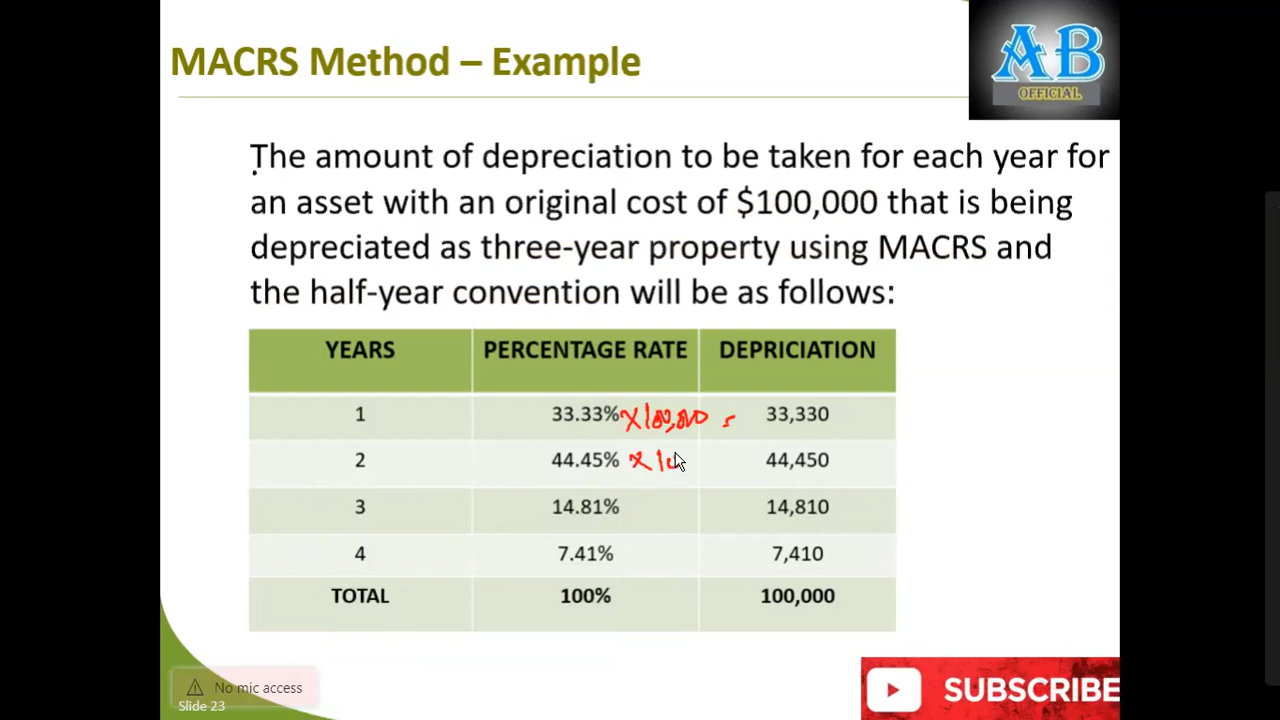 MACRS Method – Example
AB
OFFICIAL
The amount of depreciation to be taken for each year for
an asset with an original cost of $100,000 that is being
depreciated as three-year property using MACRS and
the half-year convention will be as follows:
YEARS PERCENTAGE RATE DEPRICIATION
1 33.33% x100,000 = 33,330
2 44.45% x 10 44,450
3 14.81% 14,810
4 7.41% 7,410
TOTAL 100% 100,000
No mic access
Slide 23
SUBSCRIBE